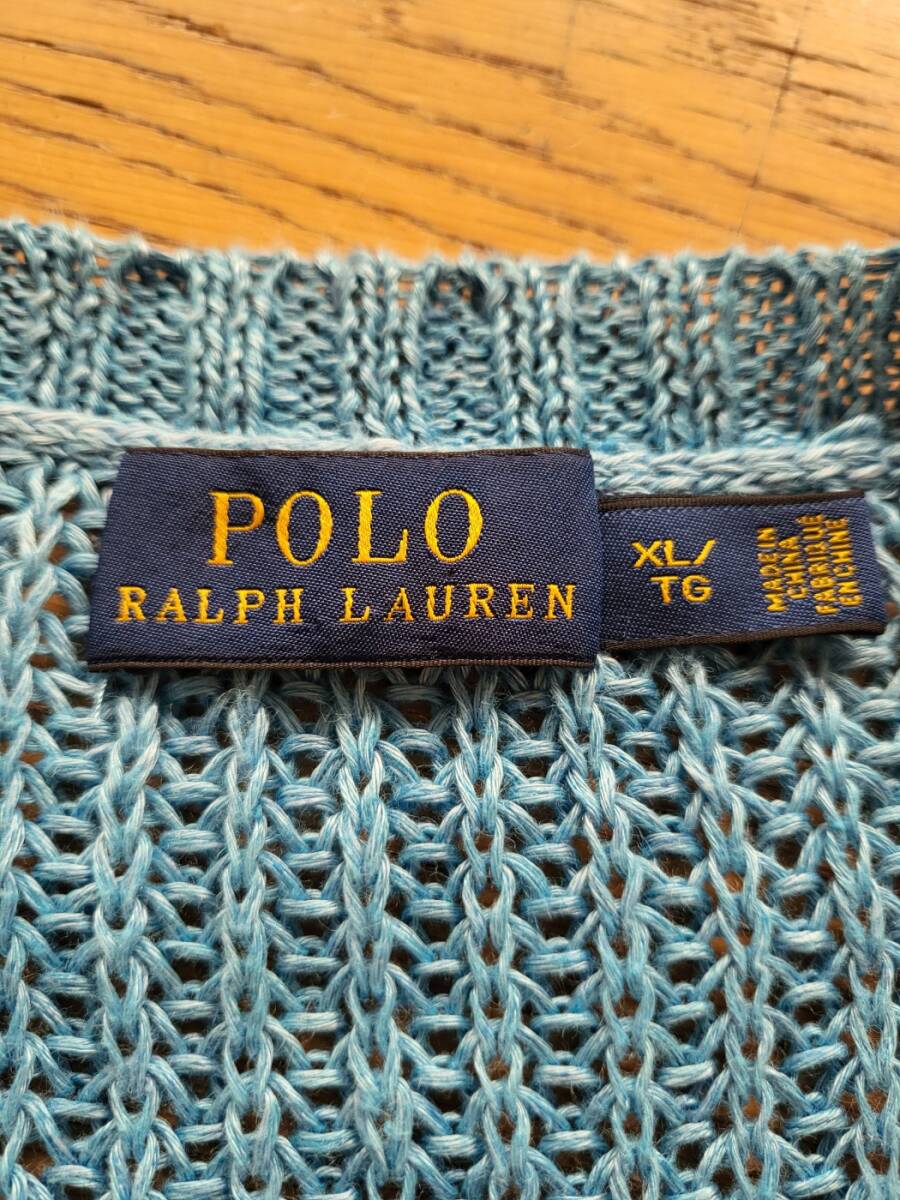 POLO
RALPH LAUREN
XL/
TG
MADE IN
CHINA
FABRIQUÉ
EN CHINE